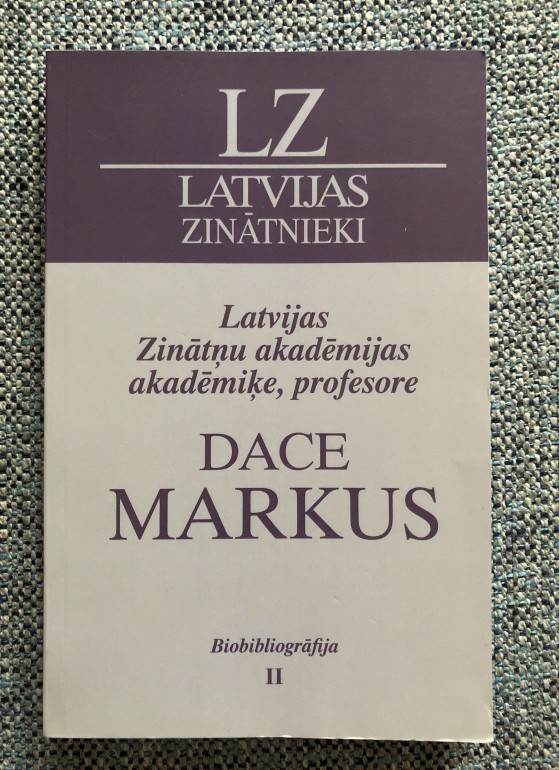 LZ
LATVIJAS
ZINĀTNIEKI
Latvijas
Zinātņu akadēmijas
akadēmiķe, profesore
DACE
MARKUS
Biobibliogrāfija
II